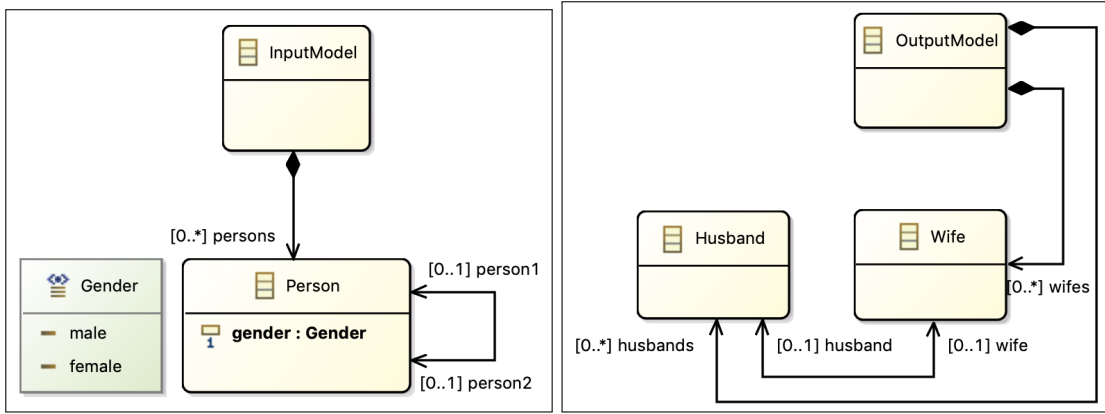 InputModel
[0..*] persons
Gender
male
female
Person
gender : Gender
1
[0..1] person1
[0..1] person2
OutputModel
Husband
Wife
[0..*] wifes
[0..*] husbands
[0..1] husband
[0..1] wife